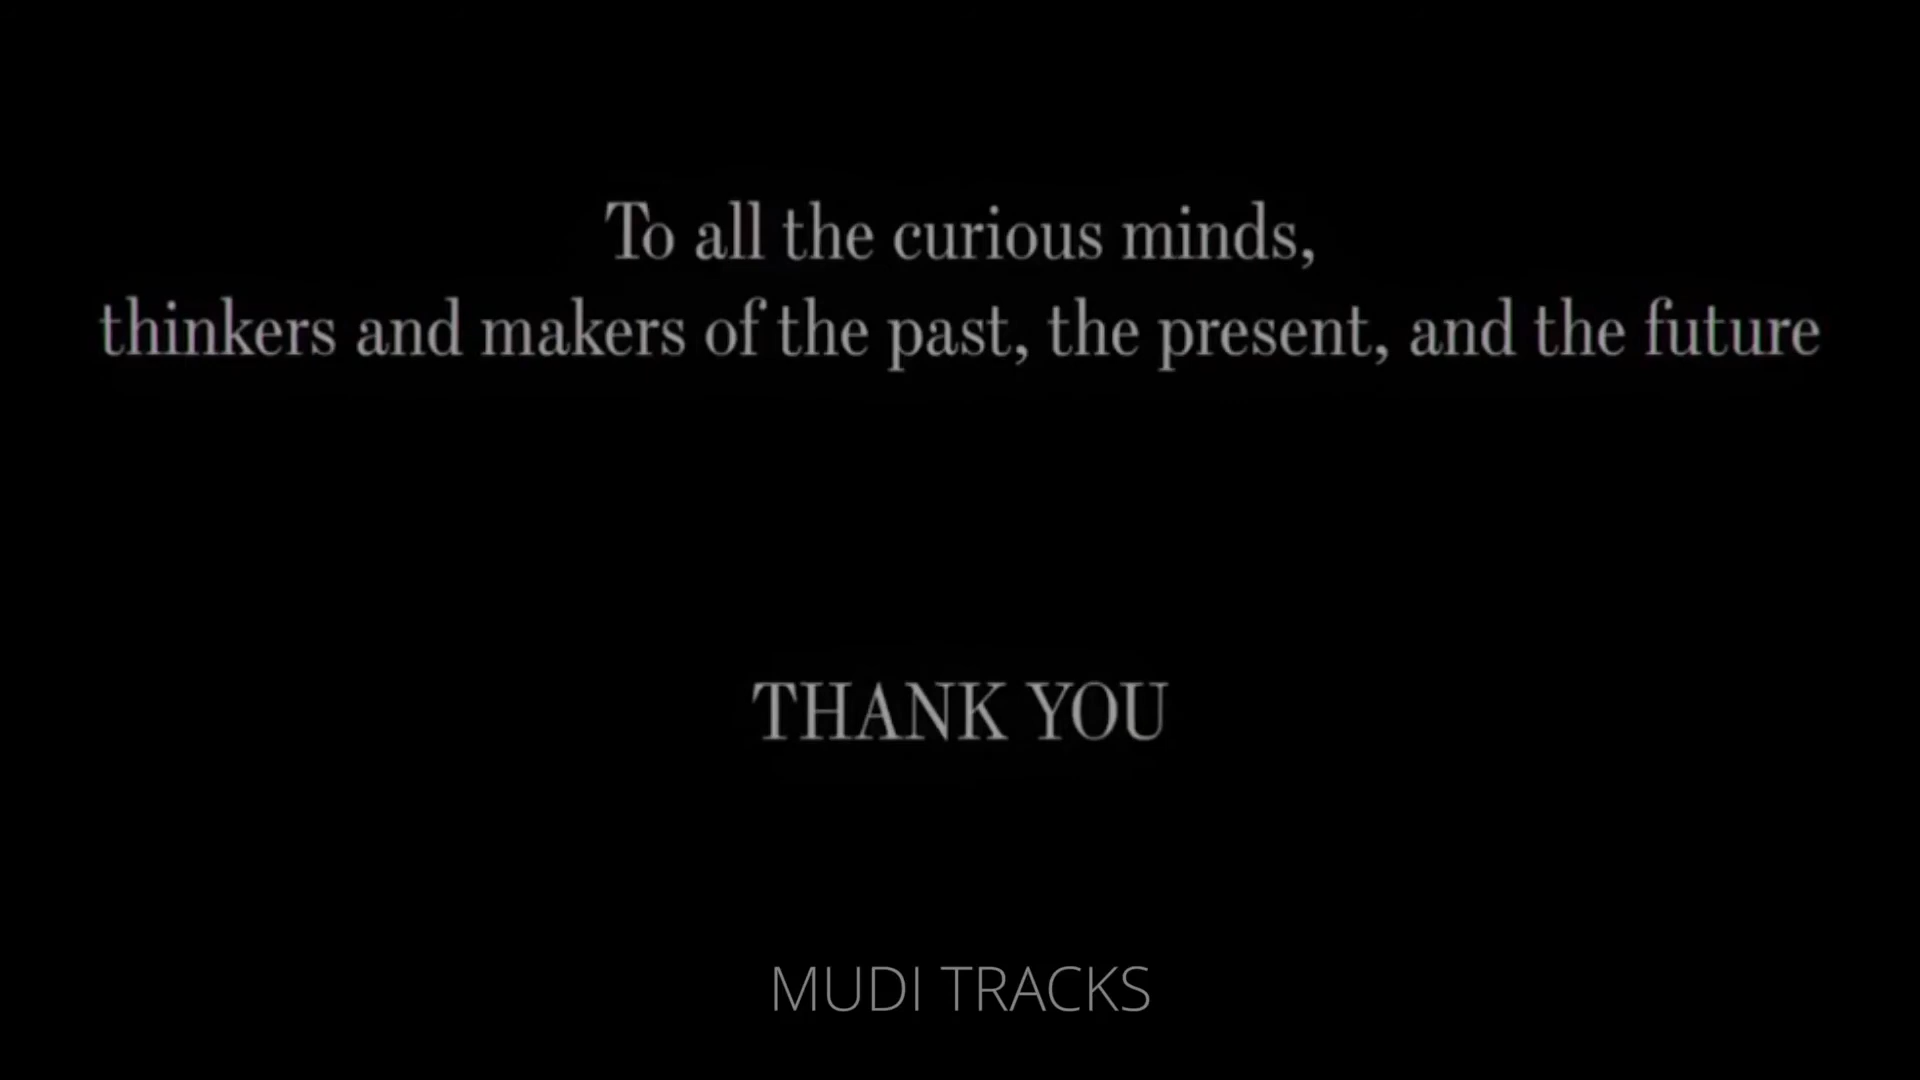 To all the curious minds,
thinkers and makers of the past, the present, and the future
THANK YOU
MUDI TRACKS